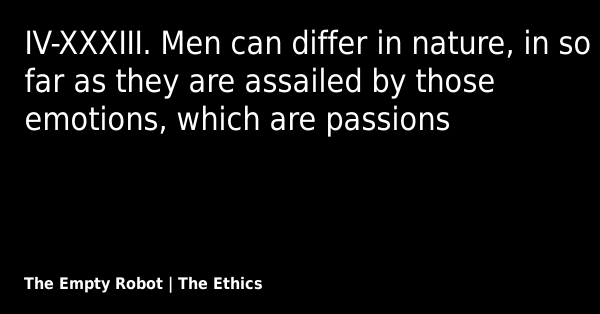 IV-XXXIII. Men can differ in nature, in so
far as they are assailed by those
emotions, which are passions
The Empty Robot | The Ethics